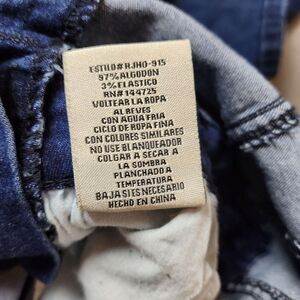 ESTILO# RJHO-915
97% ALGODON
3% ELASTICO
RN# 144725
VOLTEAR LA ROPA
AL REVES
CON AGUA FRIA
CICLO DE ROPA FINA
CON COLORES SIMILARES
NO USE BLANQUEADOR
COLGAR A SECAR A
LA SOMBRA
PLANCHADO A
TEMPERATURA
BAJA SI ES NECESARIO
HECHO EN CHINA